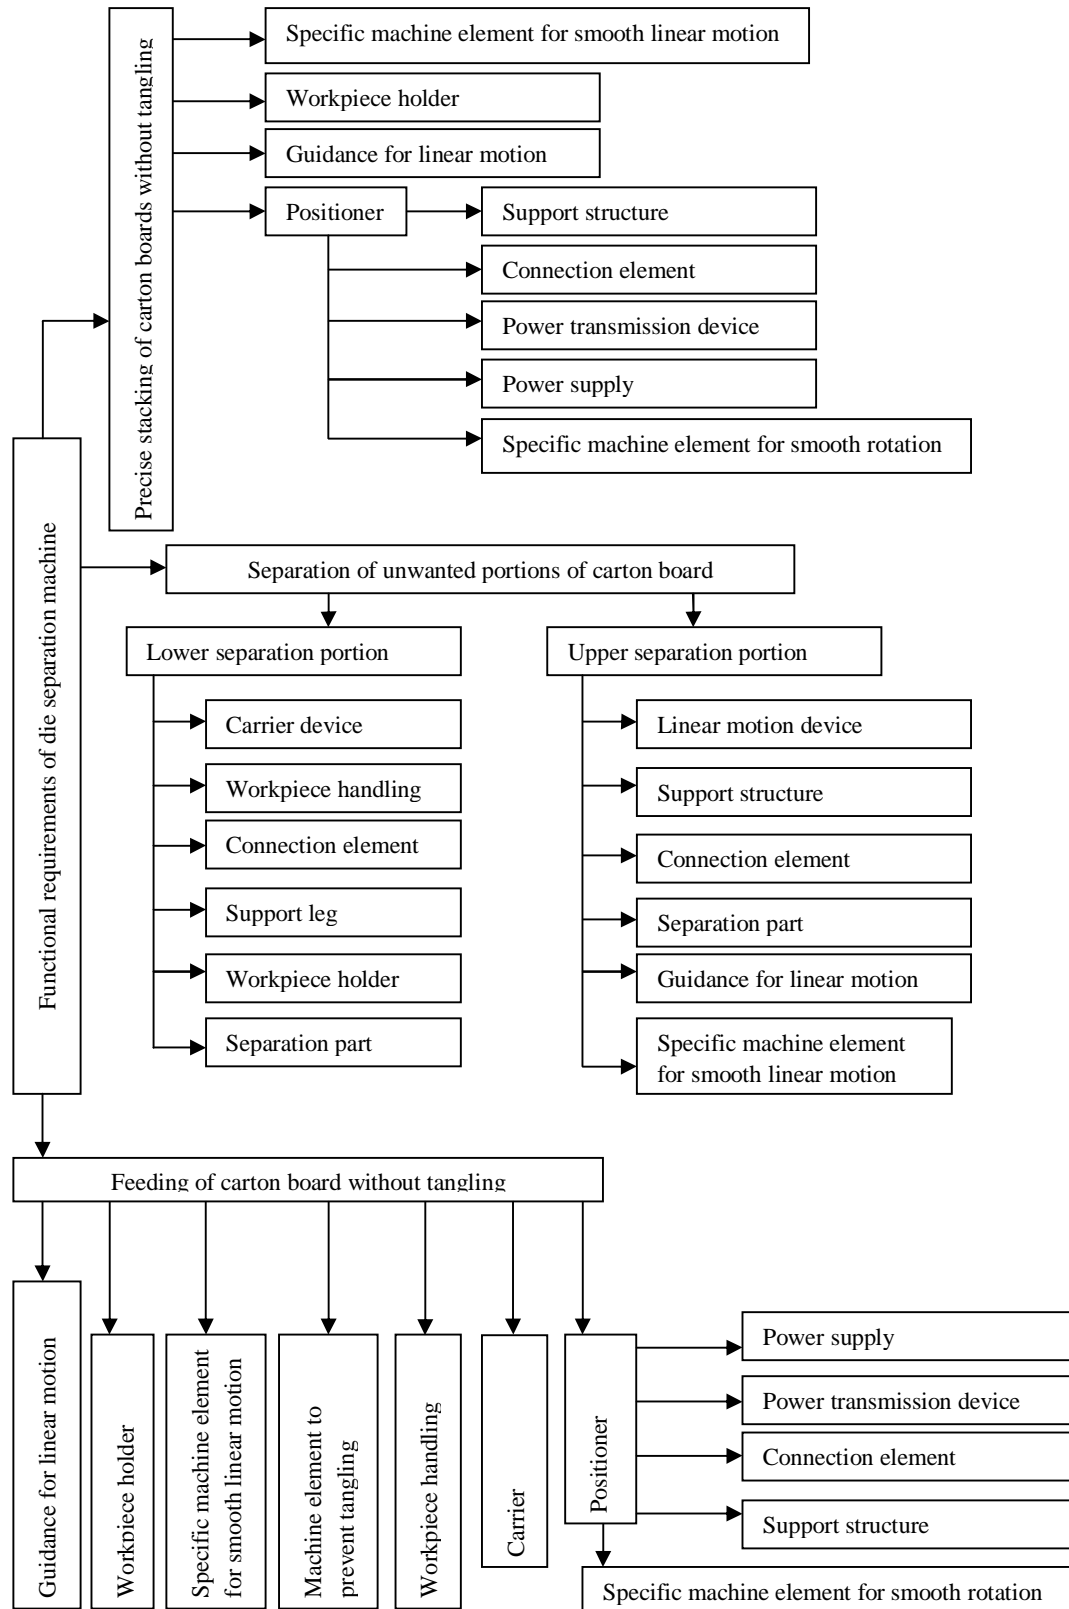 Specific machine element for smooth linear motion
Workpiece holder
Guidance for linear motion
Positioner
Support structure
Connection element
Power transmission device
Power supply
Specific machine element for smooth rotation
Precise stacking of carton boards without tangling
Functional requirements of die separation machine
Separation of unwanted portions of carton board
Lower separation portion
Carrier device
Workpiece handling
Connection element
Support leg
Workpiece holder
Separation part
Upper separation portion
Linear motion device
Support structure
Connection element
Separation part
Guidance for linear motion
Specific machine element
for smooth linear motion
Feeding of carton board without tangling
Guidance for linear motion
Workpiece holder
Specific machine element
for smooth linear motion
Machine element to
prevent tangling
Workpiece handling
Carrier
Positioner
Power supply
Power transmission device
Connection element
Support structure
Specific machine element for smooth rotation